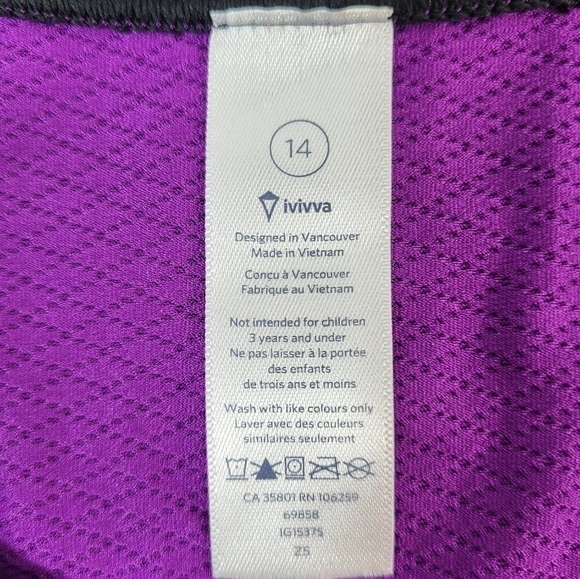 14
ivivva
Designed in Vancouver
Made in Vietnam
Concu à Vancouver
Fabriqué au Vietnam
Not intended for children
3 years and under
Ne pas laisser à la portée
des enfants
de trois ans et moins
Wash with like colours only
Laver avec des couleurs
similaires seulement
CA 35801 RN 106259
69858
IG1537S
Z5